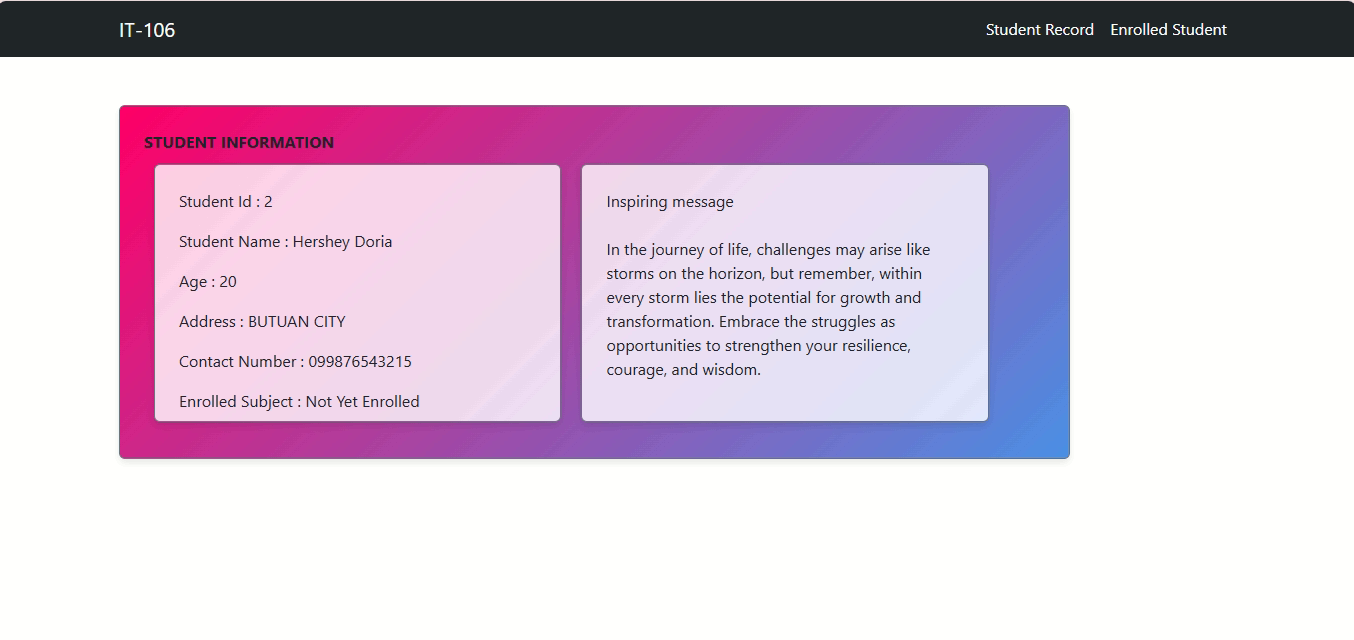 IT-106
Student Record
Enrolled Student
STUDENT INFORMATION
Student Id : 2
Student Name : Hershey Doria
Age : 20
Address : BUTUAN CITY
Contact Number : 099876543215
Enrolled Subject : Not Yet Enrolled
Inspiring message
In the journey of life, challenges may arise like
storms on the horizon, but remember, within
every storm lies the potential for growth and
transformation. Embrace the struggles as
opportunities to strengthen your resilience,
courage, and wisdom.